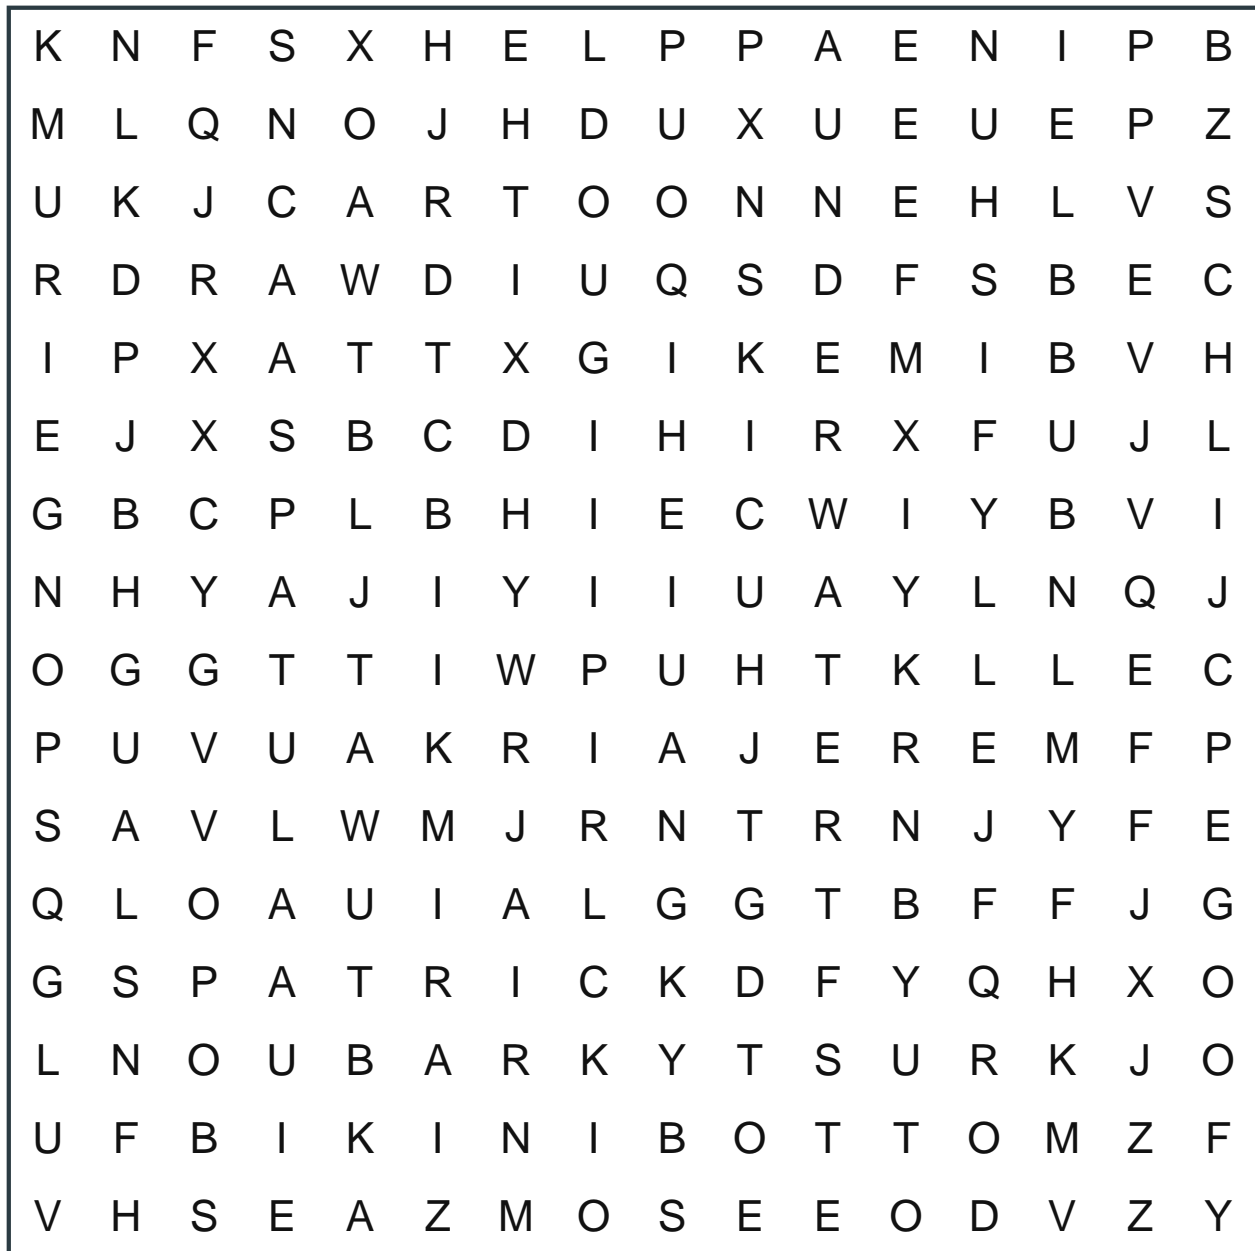 K N F S X H E L P P A E N I P B
M L Q N O J H D U X U E U E P Z
U K J C A R T O O N N E H L V S
R D R A W D I U Q S D F S B E C
I P X A T T X G I K E M I B V H
E J X S B C D I H I R X F U J L
G B C P L B H I E C W I Y B V I
N H Y A J I Y I I U A Y L N Q J
O G G T T I W P U H T K L L E C
P U V U A K R I A J E R E M F P
S A V L W M J R N T R N J Y F E
Q L O A U I A L G G T B F F J G
G S P A T R I C K D F Y Q H X O
L N O U B A R K Y T S U R K J O
U F B I K I N I B O T T O M Z F
V H S E A Z M O S E E O D V Z Y